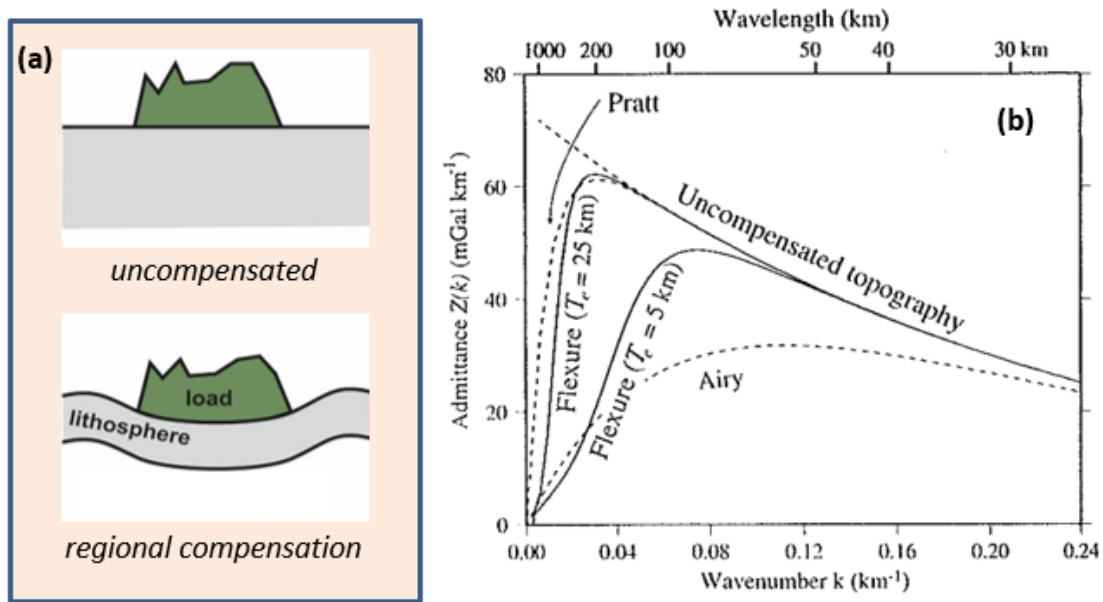 (a)
uncompensated
load
lithosphere
regional compensation
Wavelength (km)
1000 200 100 50 40 30 km
(b)
Pratt
Uncompensated topography
Flexure (Tₑ = 25 km)
Flexure (Tₑ = 5 km)
Airy
Admittance Z(k) (mGal km⁻¹)
80
60
40
20
0
0.00 0.04 0.08 0.12 0.16 0.20 0.24
Wavenumber k (km⁻¹)